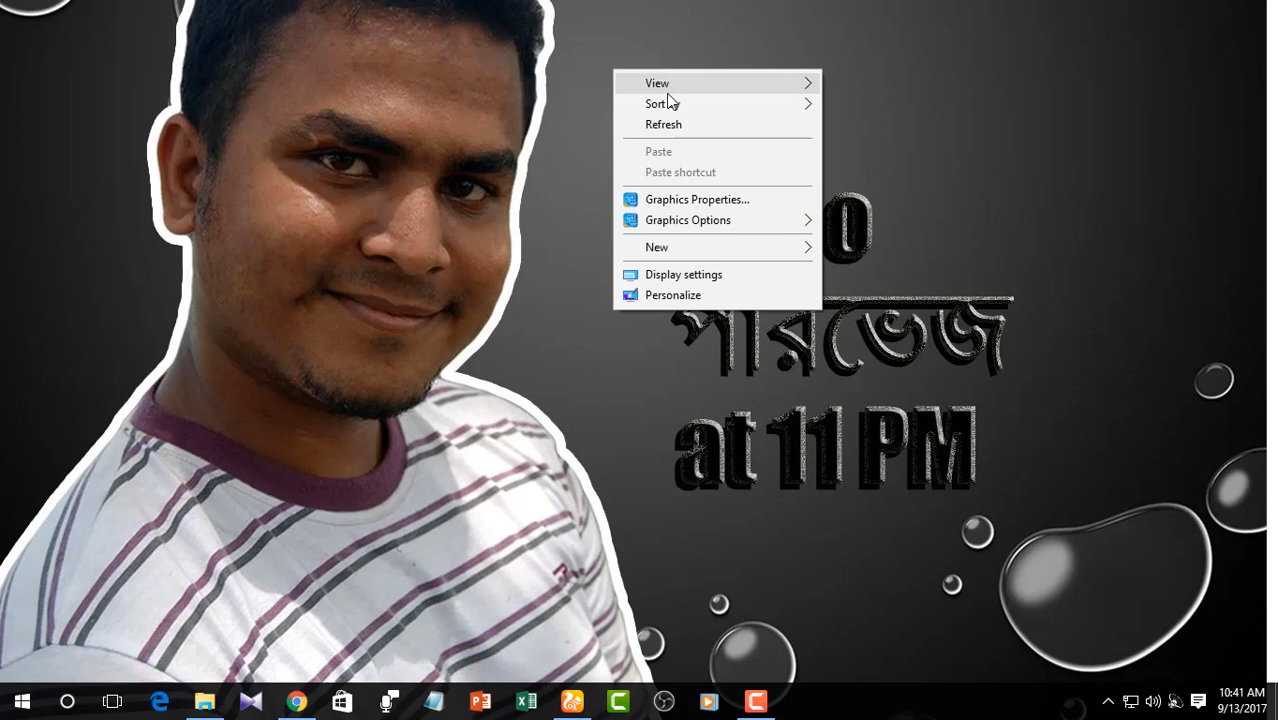 View
Sort
Refresh
Paste
Paste shortcut
Graphics Properties...
Graphics Options
New
Display settings
Personalize
o
পারভেজ
at 11 PM
10:41 AM
9/13/2017